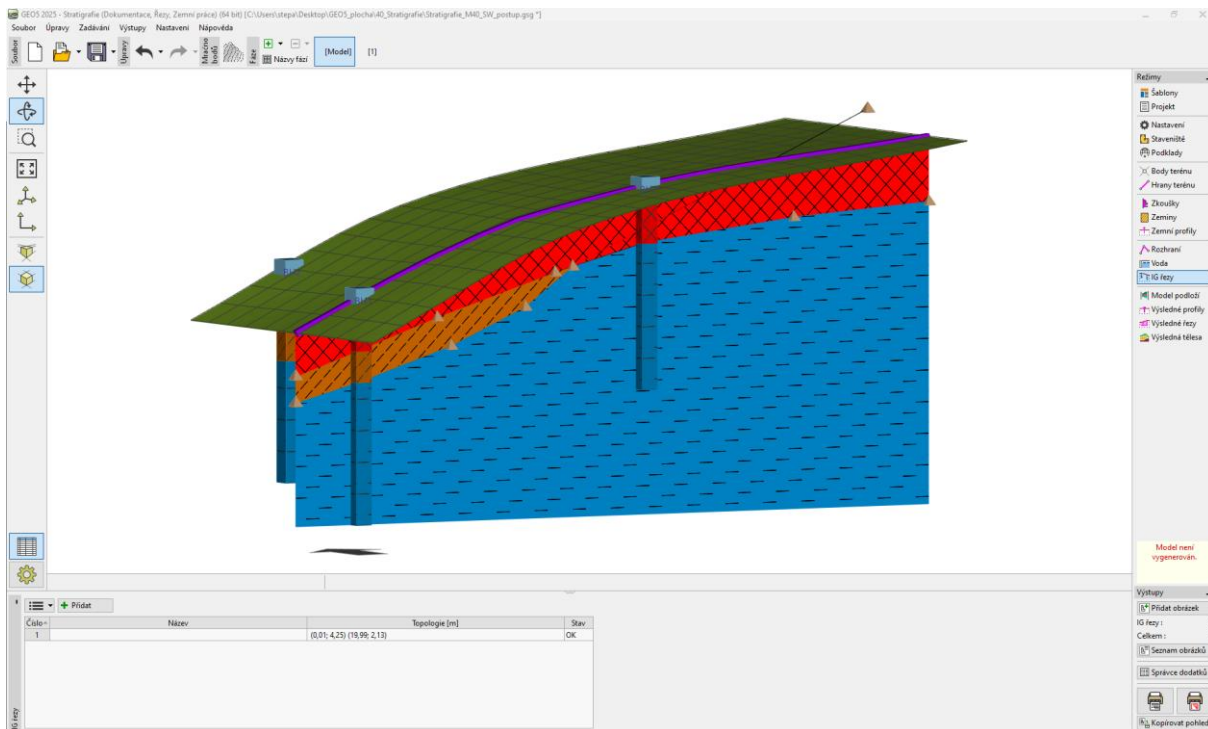 GEO5 2025 - Stratigrafie (Dokumentace, Řezy, Zemní práce) (64 bit) [C:\Users\stepa\Desktop\GEO5_plocha\40_Stratigrafie\Stratigrafie_M40_SW_postup.gsg *]
Soubor Úpravy Zadávání Výstupy Nastavení Nápověda
Soubor
Úpravy
Mračno bodů
Fáze
Názvy fází
[Model]
[1]
Režimy
Šablony
Projekt
Nastavení
Staveniště
Podklady
Body terénu
Hrany terénu
Zkoušky
Zeminy
Zemní profily
Rozhraní
Voda
IG řezy
Model podloží
Výsledné profily
Výsledné řezy
Výsledná tělesa
Model není
vygenerován.
Výstupy
Přidat obrázek
IG řezy :
Celkem :
Seznam obrázků
Správce dodatků
Kopírovat pohled
Přidat
Číslo Název Topologie [m] Stav
1 (0,01; 4,25) (19,99; 2,13) OK
IG řezy